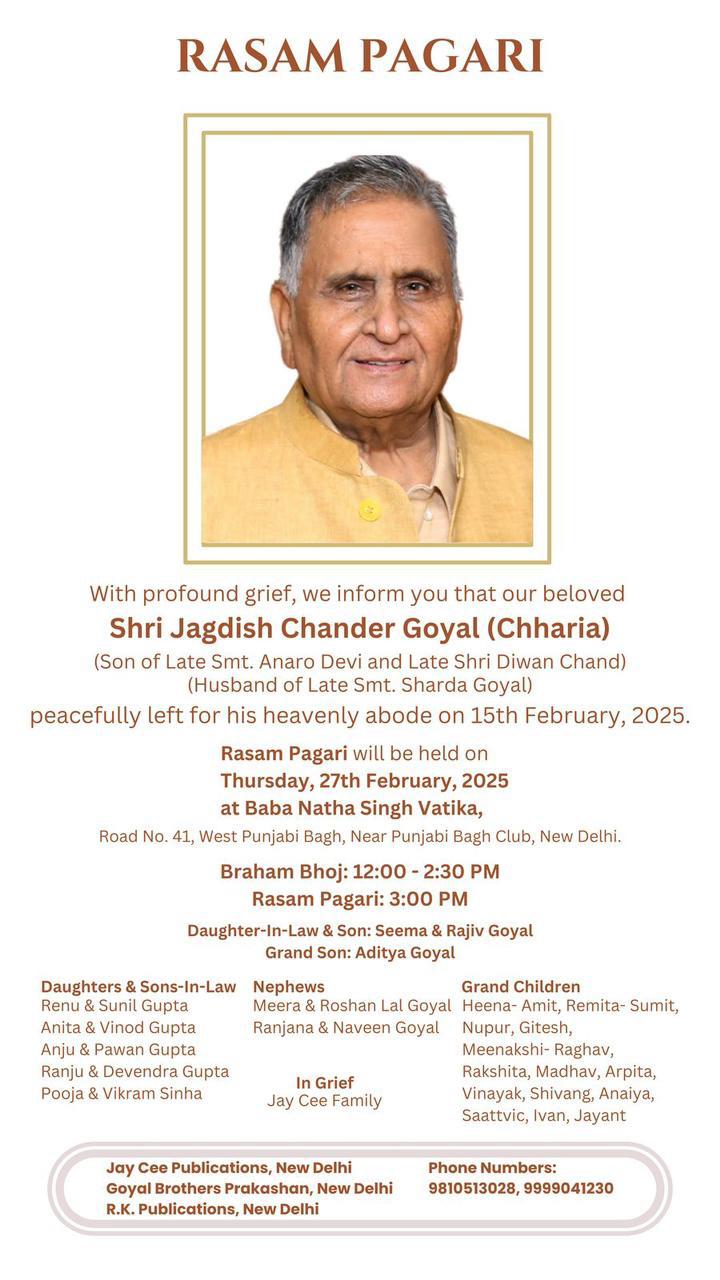 RASAM PAGARI
With profound grief, we inform you that our beloved
Shri Jagdish Chander Goyal (Chharia)
(Son of Late Smt. Anaro Devi and Late Shri Diwan Chand)
(Husband of Late Smt. Sharda Goyal)
peacefully left for his heavenly abode on 15th February, 2025.
Rasam Pagari will be held on
Thursday, 27th February, 2025
at Baba Natha Singh Vatika,
Road No. 41, West Punjabi Bagh, Near Punjabi Bagh Club, New Delhi.
Braham Bhoj: 12:00 - 2:30 PM
Rasam Pagari: 3:00 PM
Daughter-In-Law & Son: Seema & Rajiv Goyal
Grand Son: Aditya Goyal
Daughters & Sons-In-Law
Renu & Sunil Gupta
Anita & Vinod Gupta
Anju & Pawan Gupta
Ranju & Devendra Gupta
Pooja & Vikram Sinha
Nephews
Meera & Roshan Lal Goyal
Ranjana & Naveen Goyal
In Grief
Jay Cee Family
Grand Children
Heena- Amit, Remita- Sumit,
Nupur, Gitesh,
Meenakshi- Raghav,
Rakshita, Madhav, Arpita,
Vinayak, Shivang, Anaiya,
Saattvic, Ivan, Jayant
Jay Cee Publications, New Delhi
Goyal Brothers Prakashan, New Delhi
R.K. Publications, New Delhi
Phone Numbers:
9810513028, 9999041230